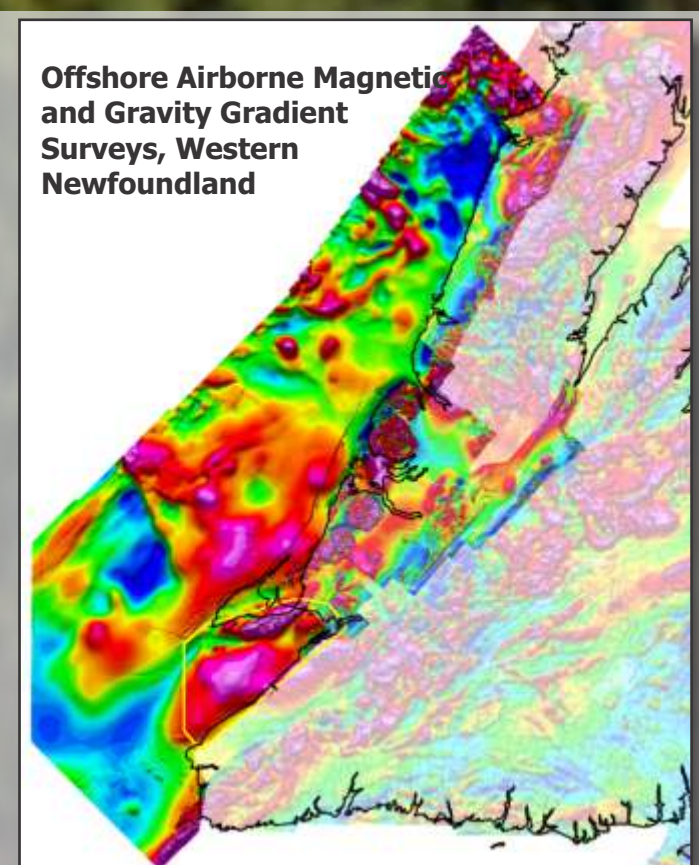 Offshore Airborne Magnetic
and Gravity Gradient
Surveys, Western
Newfoundland